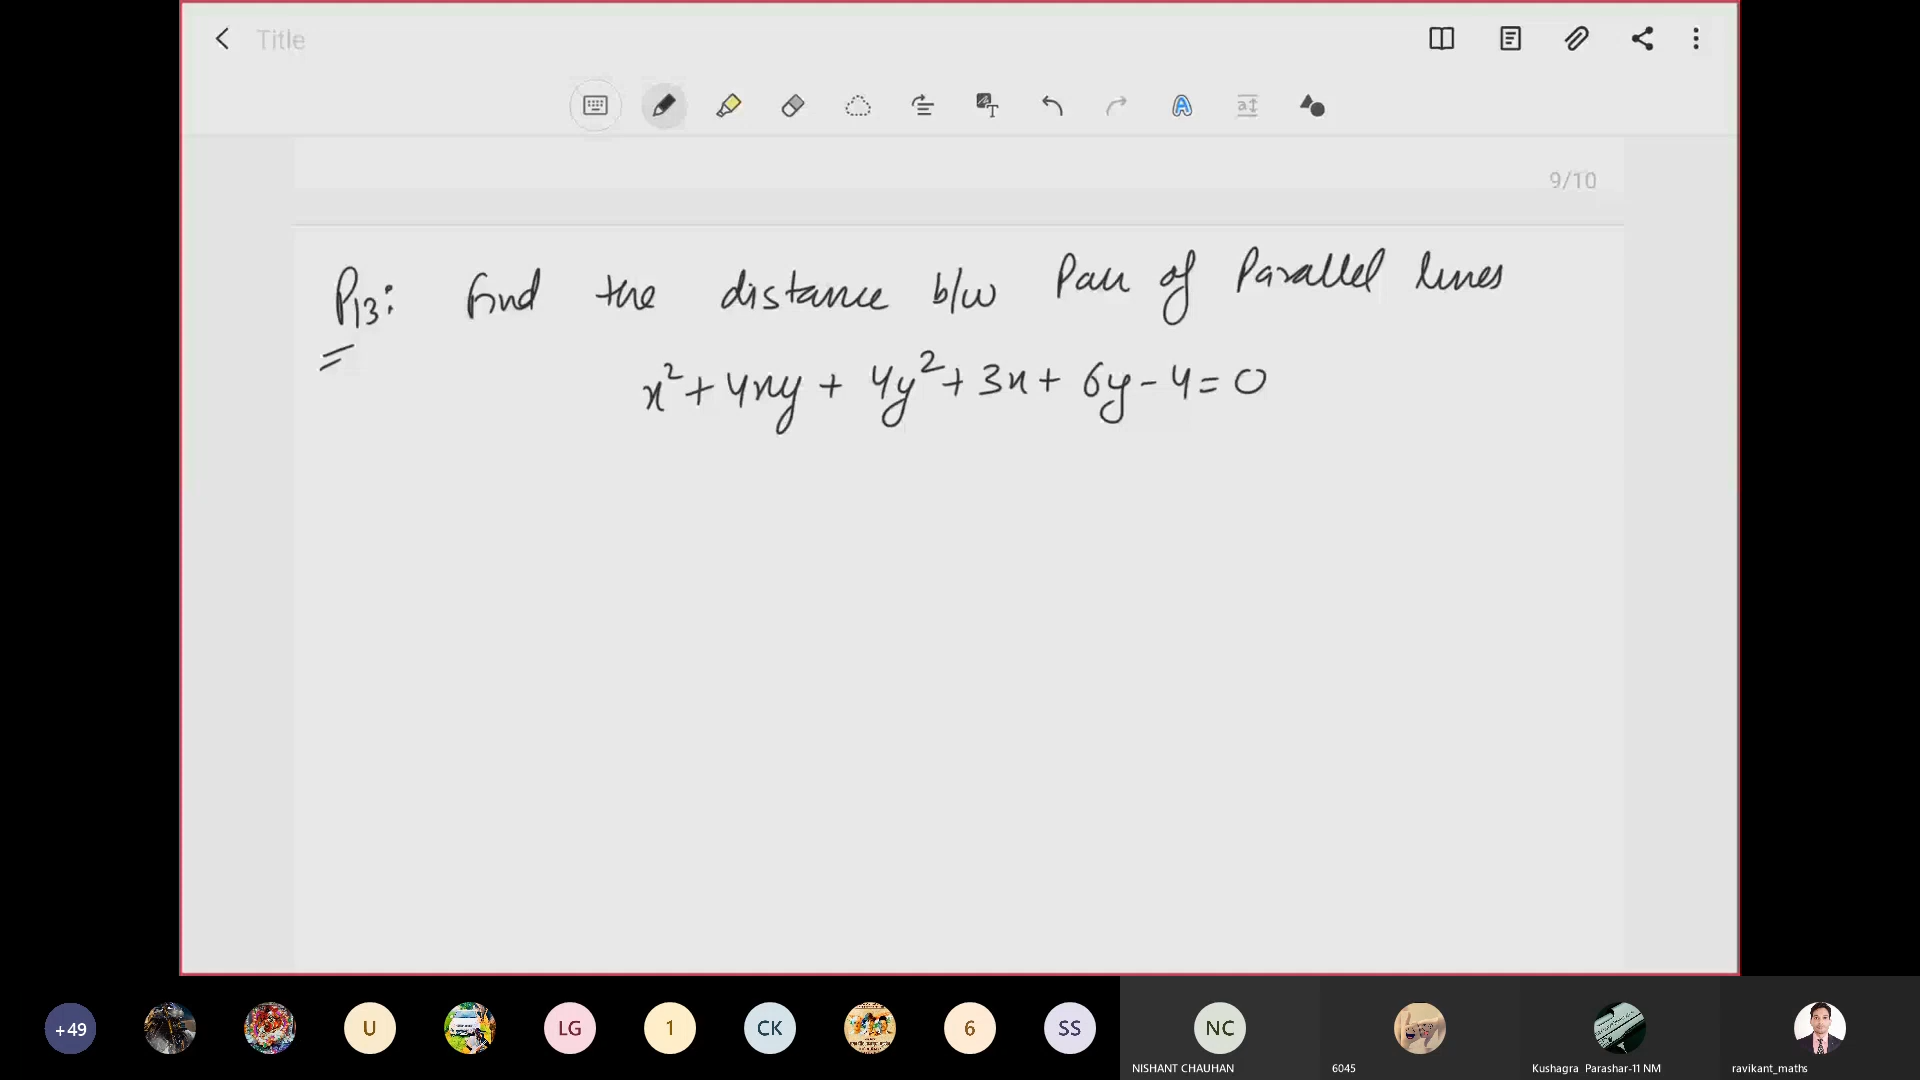 Title
9/10
P13: Find the distance b/w Pair of Parallel lines
x²+4xy + 4y²+3x+ 6y-4=0
+49
U
LG
1
CK
6
SS
NC
NISHANT CHAUHAN
6045
Kushagra Parashar-11 NM
ravikant_maths